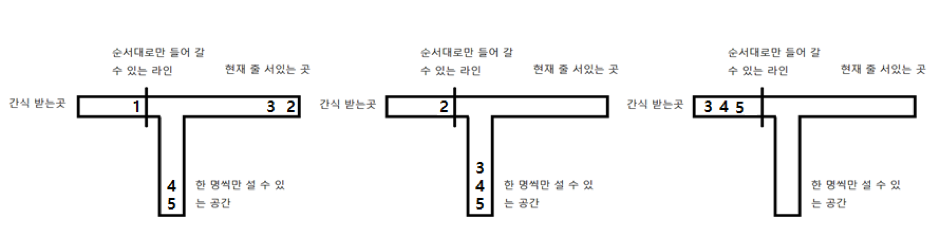 순서대로만 들어 갈
수 있는 라인
현재 줄 서있는 곳
간식 받는곳
1
3 2
4
5
한 명씩만 설 수 있
는 공간
순서대로만 들어 갈
수 있는 라인
현재 줄 서있는 곳
간식 받는곳
2
3
4
5
한 명씩만 설 수 있
는 공간
순서대로만 들어 갈
수 있는 라인
현재 줄 서있는 곳
간식 받는곳
3 4 5
한 명씩만 설 수 있
는 공간